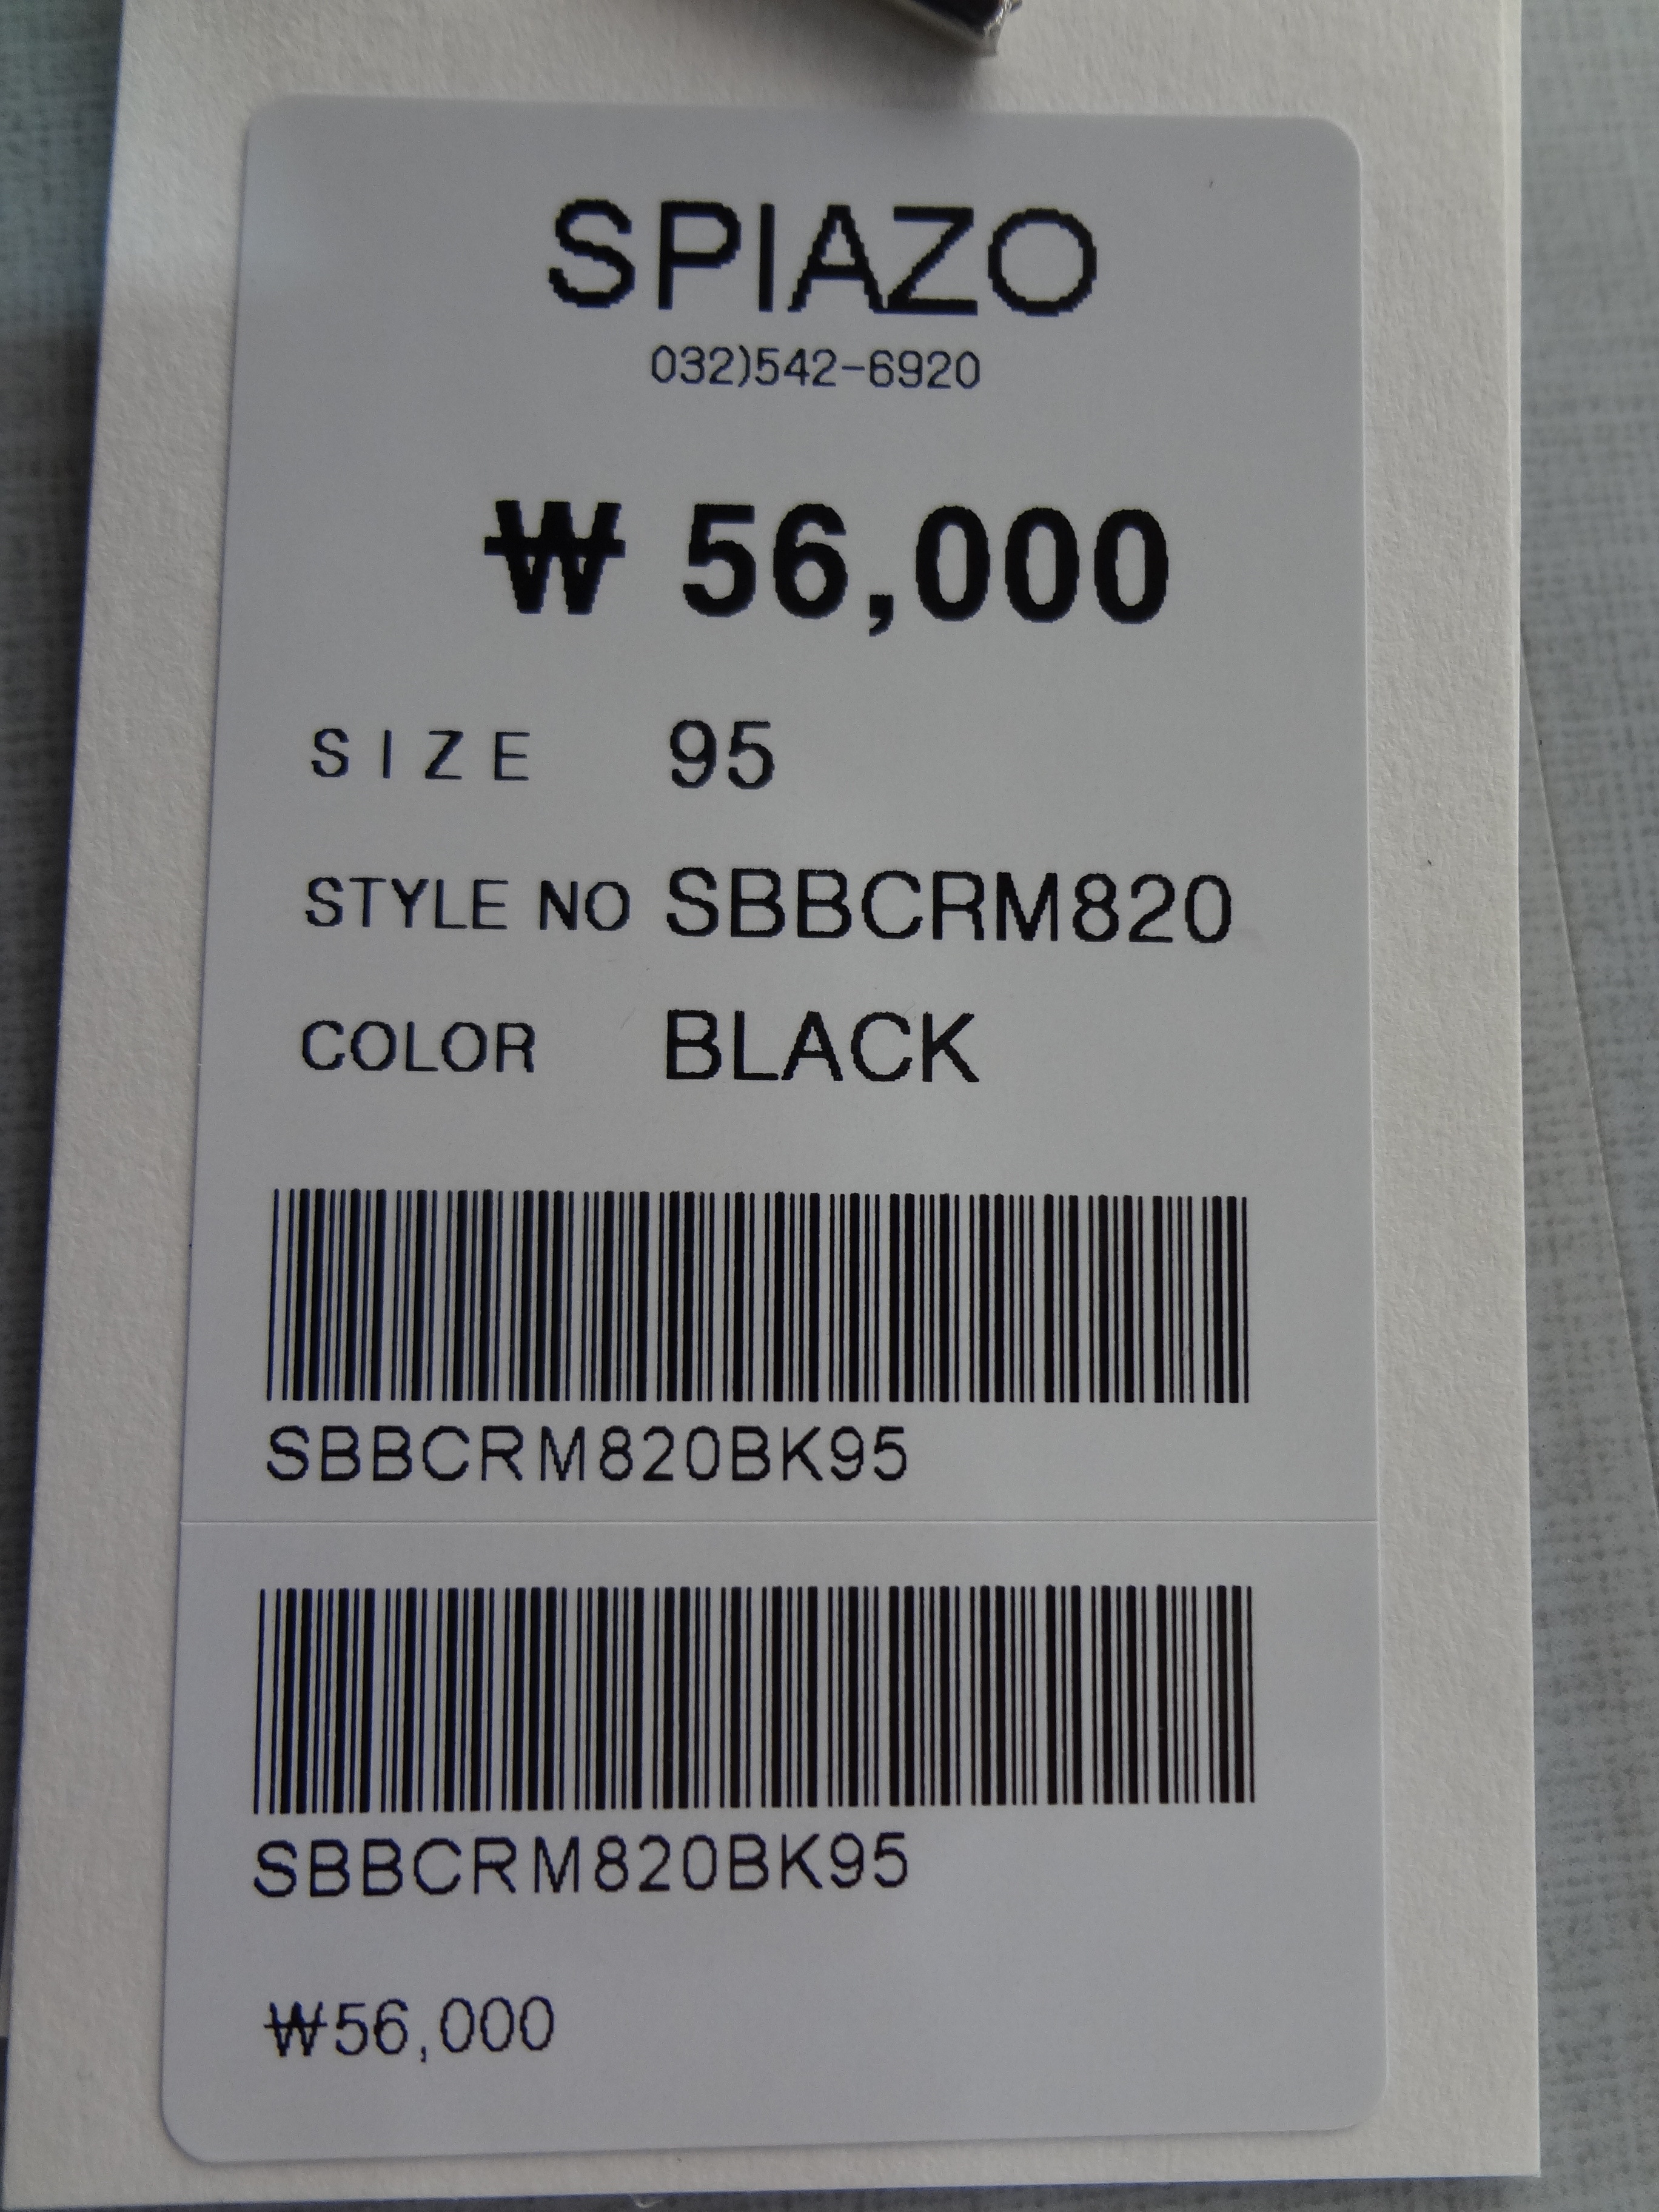 SPIAZO
032)542-6920
₩ 56,000
SIZE 95
STYLE NO SBBCRM820
COLOR BLACK
SBBCRM820BK95
SBBCRM820BK95
₩56,000